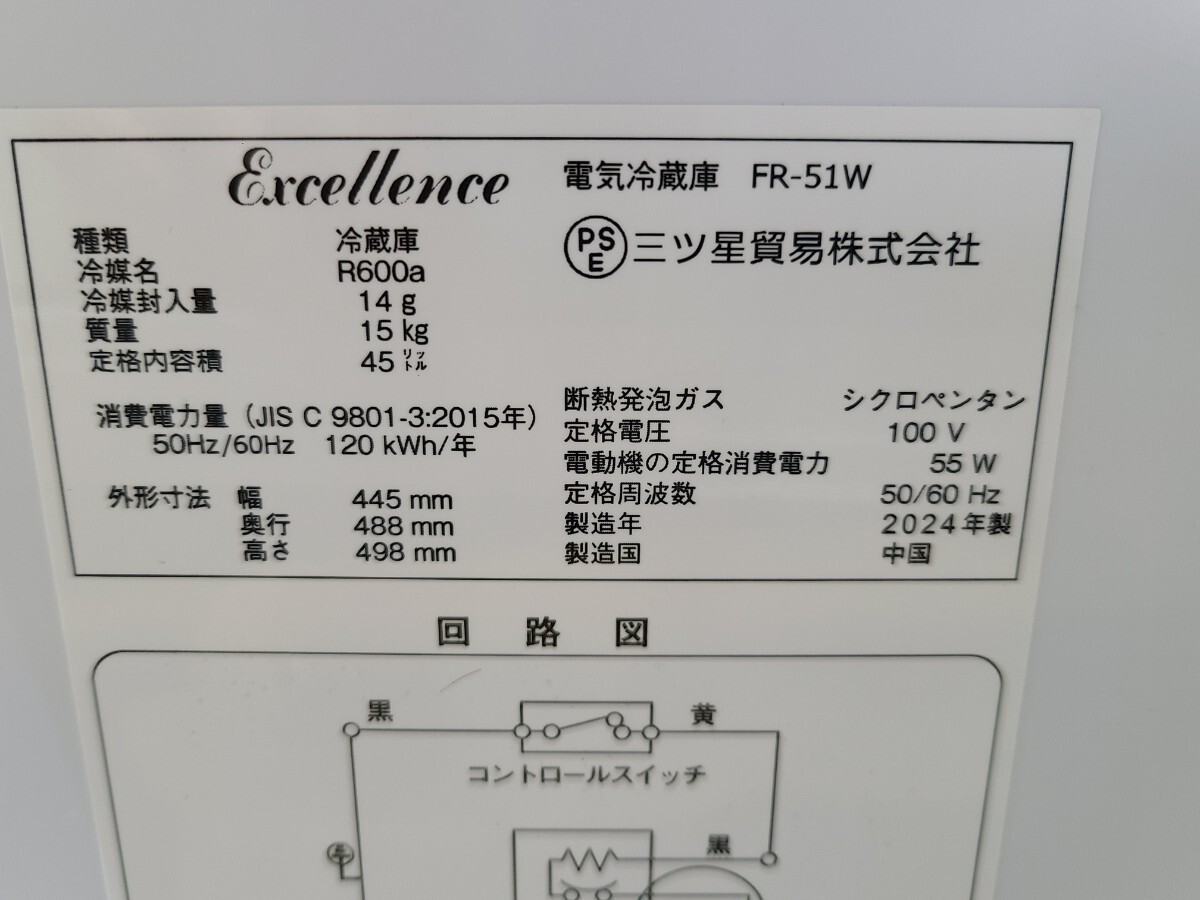 Excellence 電気冷蔵庫 FR-51W
種類 冷蔵庫
冷媒名 R600a
冷媒封入量 14 g
質量 15 kg
定格内容積 45 リットル
消費電力量(JIS C 9801-3:2015年)
50Hz/60Hz 120 kWh/年
外形寸法 幅 445 mm
奥行 488 mm
高さ 498 mm
PSE 三ツ星貿易株式会社
断熱発泡ガス シクロペンタン
定格電圧 100 V
電動機の定格消費電力 55 W
定格周波数 50/60 Hz
製造年 2024年製
製造国 中国
回路図
黒 黄
コントロールスイッチ
黒